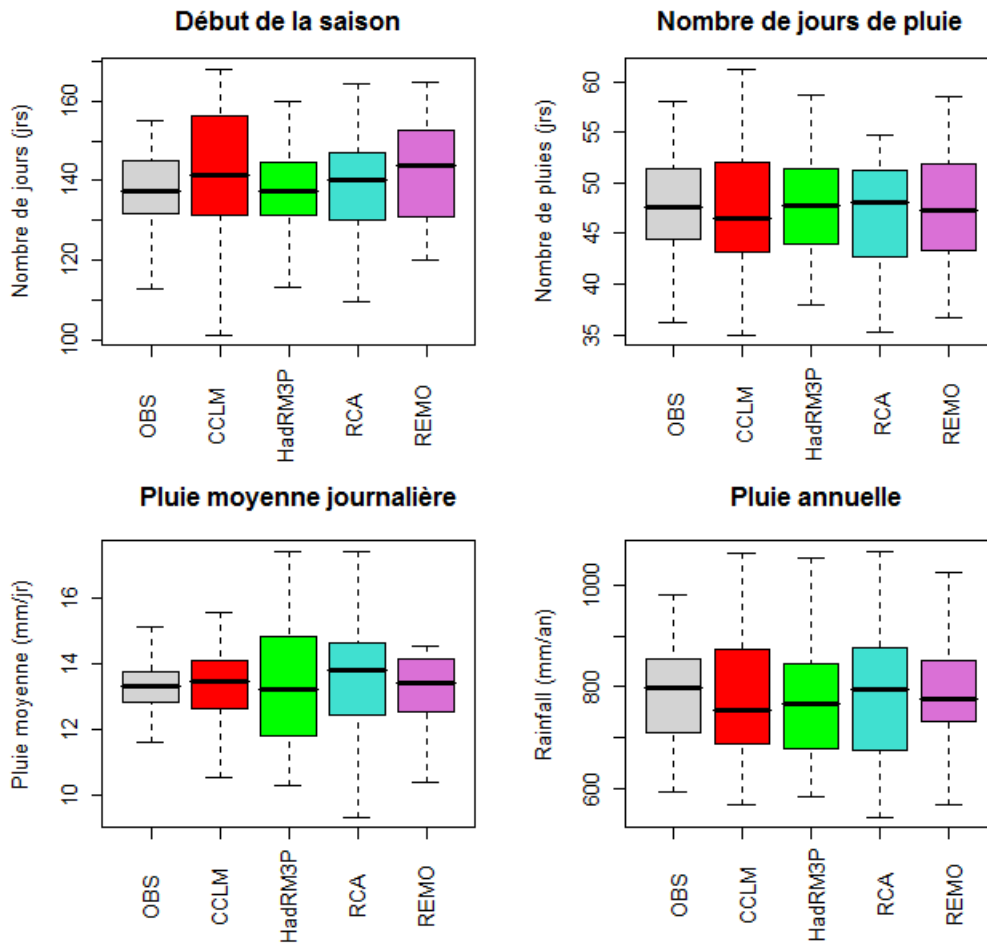 Début de la saison
Nombre de jours (jrs)
160
140
120
100
OBS
CCLM
HadRM3P
RCA
REMO
Nombre de jours de pluie
Nombre de pluies (jrs)
60
55
50
45
40
35
OBS
CCLM
HadRM3P
RCA
REMO
Pluie moyenne journalière
Pluie moyenne (mm/jr)
16
14
12
10
OBS
CCLM
HadRM3P
RCA
REMO
Pluie annuelle
Rainfall (mm/an)
1000
800
600
OBS
CCLM
HadRM3P
RCA
REMO